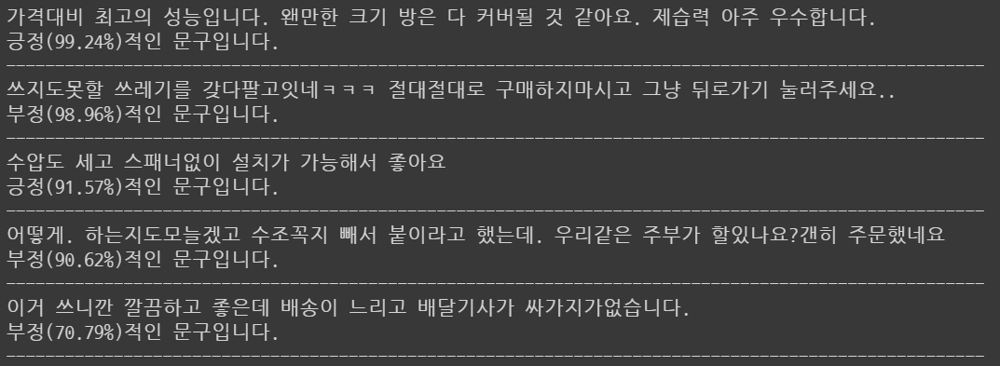 가격대비 최고의 성능입니다. 왠만한 크기 방은 다 커버될 것 같아요. 제습력 아주 우수합니다.
긍정(99.24%)적인 문구입니다.
쓰지도못할 쓰레기를 갖다팔고잇네ㅋㅋㅋ 절대절대로 구매하지마시고 그냥 뒤로가기 눌러주세요..
부정(98.96%)적인 문구입니다.
수압도 세고 스패너없이 설치가 가능해서 좋아요
긍정(91.57%)적인 문구입니다.
어떻게. 하는지도모늘겠고 수조꼭지 빼서 붙이라고 했는데. 우리같은 주부가 할있나요?갠히 주문했네요
부정(90.62%)적인 문구입니다.
이거 쓰니깐 깔끔하고 좋은데 배송이 느리고 배달기사가 싸가지가없습니다.
부정(70.79%)적인 문구입니다.